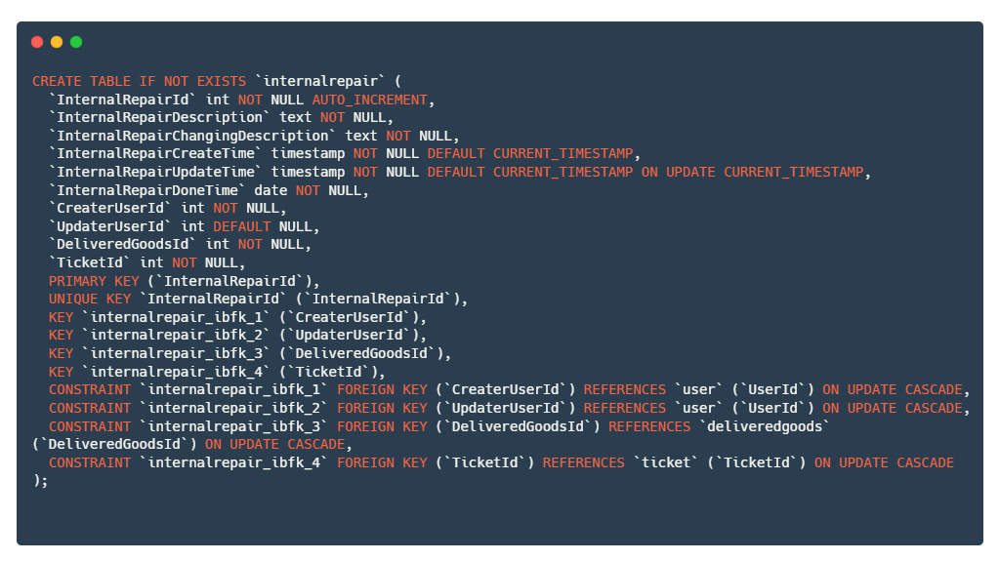 CREATE TABLE IF NOT EXISTS `internalrepair` (
  `InternalRepairId` int NOT NULL AUTO_INCREMENT,
  `InternalRepairDescription` text NOT NULL,
  `InternalRepairChangingDescription` text NOT NULL,
  `InternalRepairCreateTime` timestamp NOT NULL DEFAULT CURRENT_TIMESTAMP,
  `InternalRepairUpdateTime` timestamp NOT NULL DEFAULT CURRENT_TIMESTAMP ON UPDATE CURRENT_TIMESTAMP,
  `InternalRepairDoneTime` date NOT NULL,
  `CreaterUserId` int NOT NULL,
  `UpdaterUserId` int DEFAULT NULL,
  `DeliveredGoodsId` int NOT NULL,
  `TicketId` int NOT NULL,
  PRIMARY KEY (`InternalRepairId`),
  UNIQUE KEY `InternalRepairId` (`InternalRepairId`),
  KEY `internalrepair_ibfk_1` (`CreaterUserId`),
  KEY `internalrepair_ibfk_2` (`UpdaterUserId`),
  KEY `internalrepair_ibfk_3` (`DeliveredGoodsId`),
  KEY `internalrepair_ibfk_4` (`TicketId`),
  CONSTRAINT `internalrepair_ibfk_1` FOREIGN KEY (`CreaterUserId`) REFERENCES `user` (`UserId`) ON UPDATE CASCADE,
  CONSTRAINT `internalrepair_ibfk_2` FOREIGN KEY (`UpdaterUserId`) REFERENCES `user` (`UserId`) ON UPDATE CASCADE,
  CONSTRAINT `internalrepair_ibfk_3` FOREIGN KEY (`DeliveredGoodsId`) REFERENCES `deliveredgoods`
(`DeliveredGoodsId`) ON UPDATE CASCADE,
  CONSTRAINT `internalrepair_ibfk_4` FOREIGN KEY (`TicketId`) REFERENCES `ticket` (`TicketId`) ON UPDATE CASCADE
);